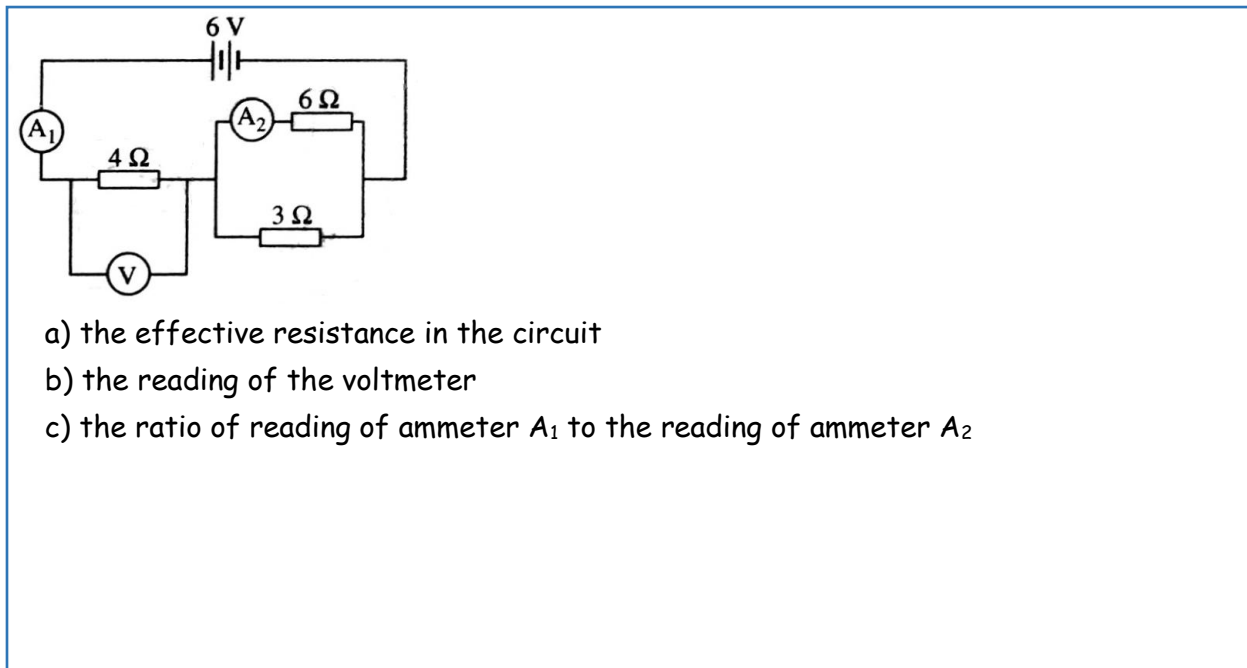 6 V
A₂
6 Ω
A₁
4 Ω
3 Ω
V
a) the effective resistance in the circuit
b) the reading of the voltmeter
c) the ratio of reading of ammeter A₁ to the reading of ammeter A₂